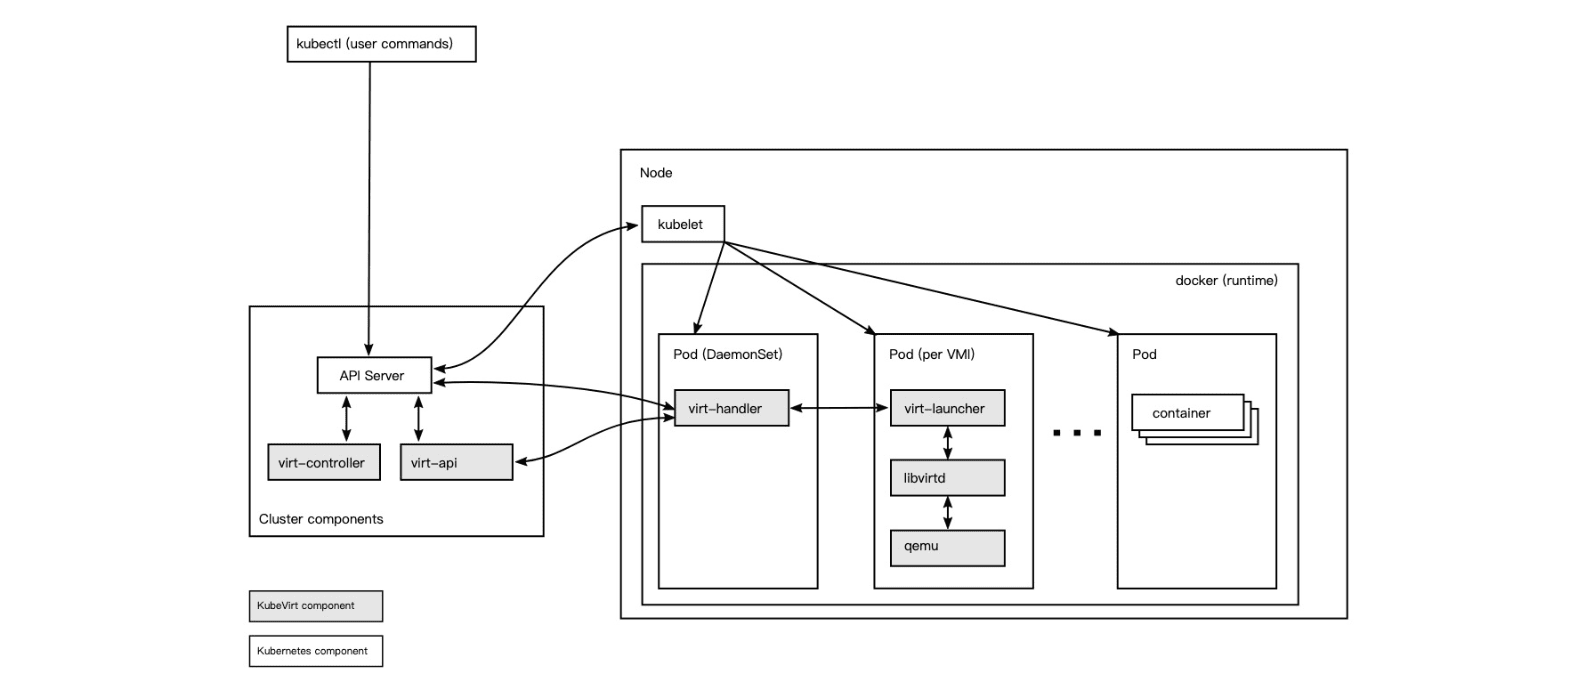 kubectl (user commands)
Node
kubelet
docker (runtime)
Pod (DaemonSet)
Pod (per VMI)
Pod
API Server
virt-handler
virt-launcher
container
virt-controller
virt-api
libvirtd
Cluster components
qemu
KubeVirt component
Kubernetes component